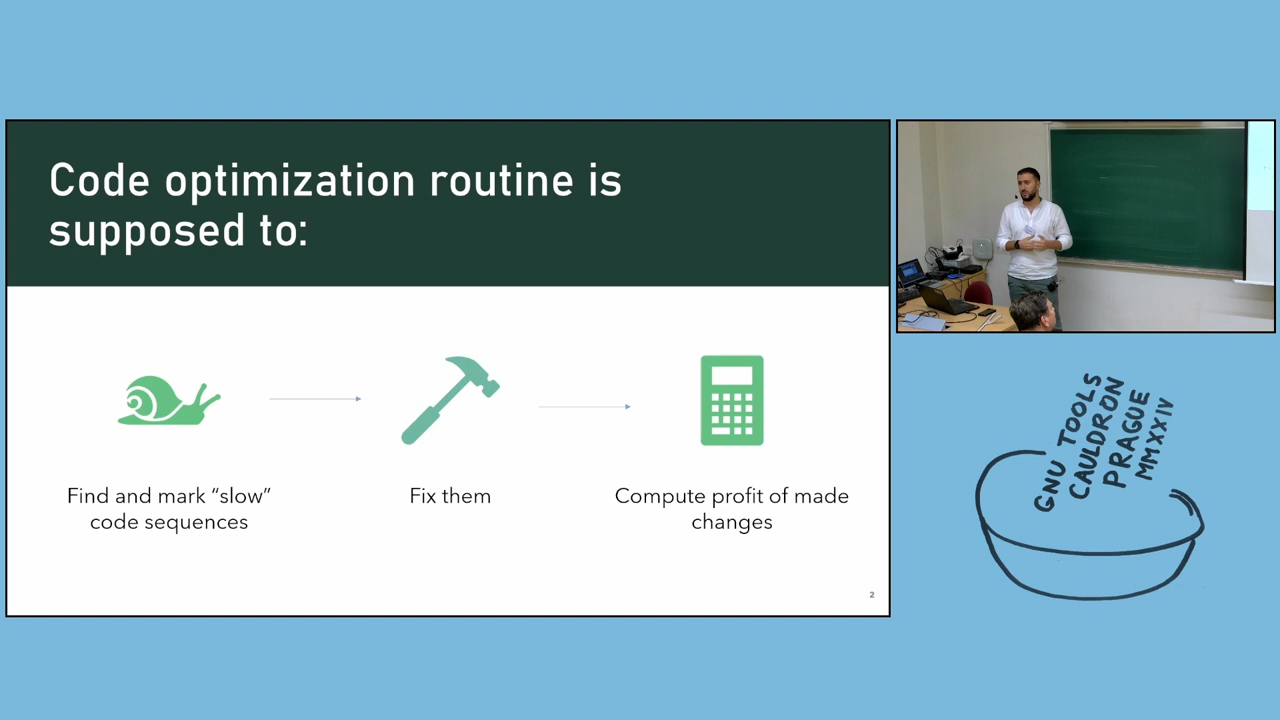 Code optimization routine is
supposed to:
Find and mark “slow”
code sequences
Fix them
Compute profit of made
changes
2
GNU TOOLS
CAULDRON
PRAGUE
MMXXIV